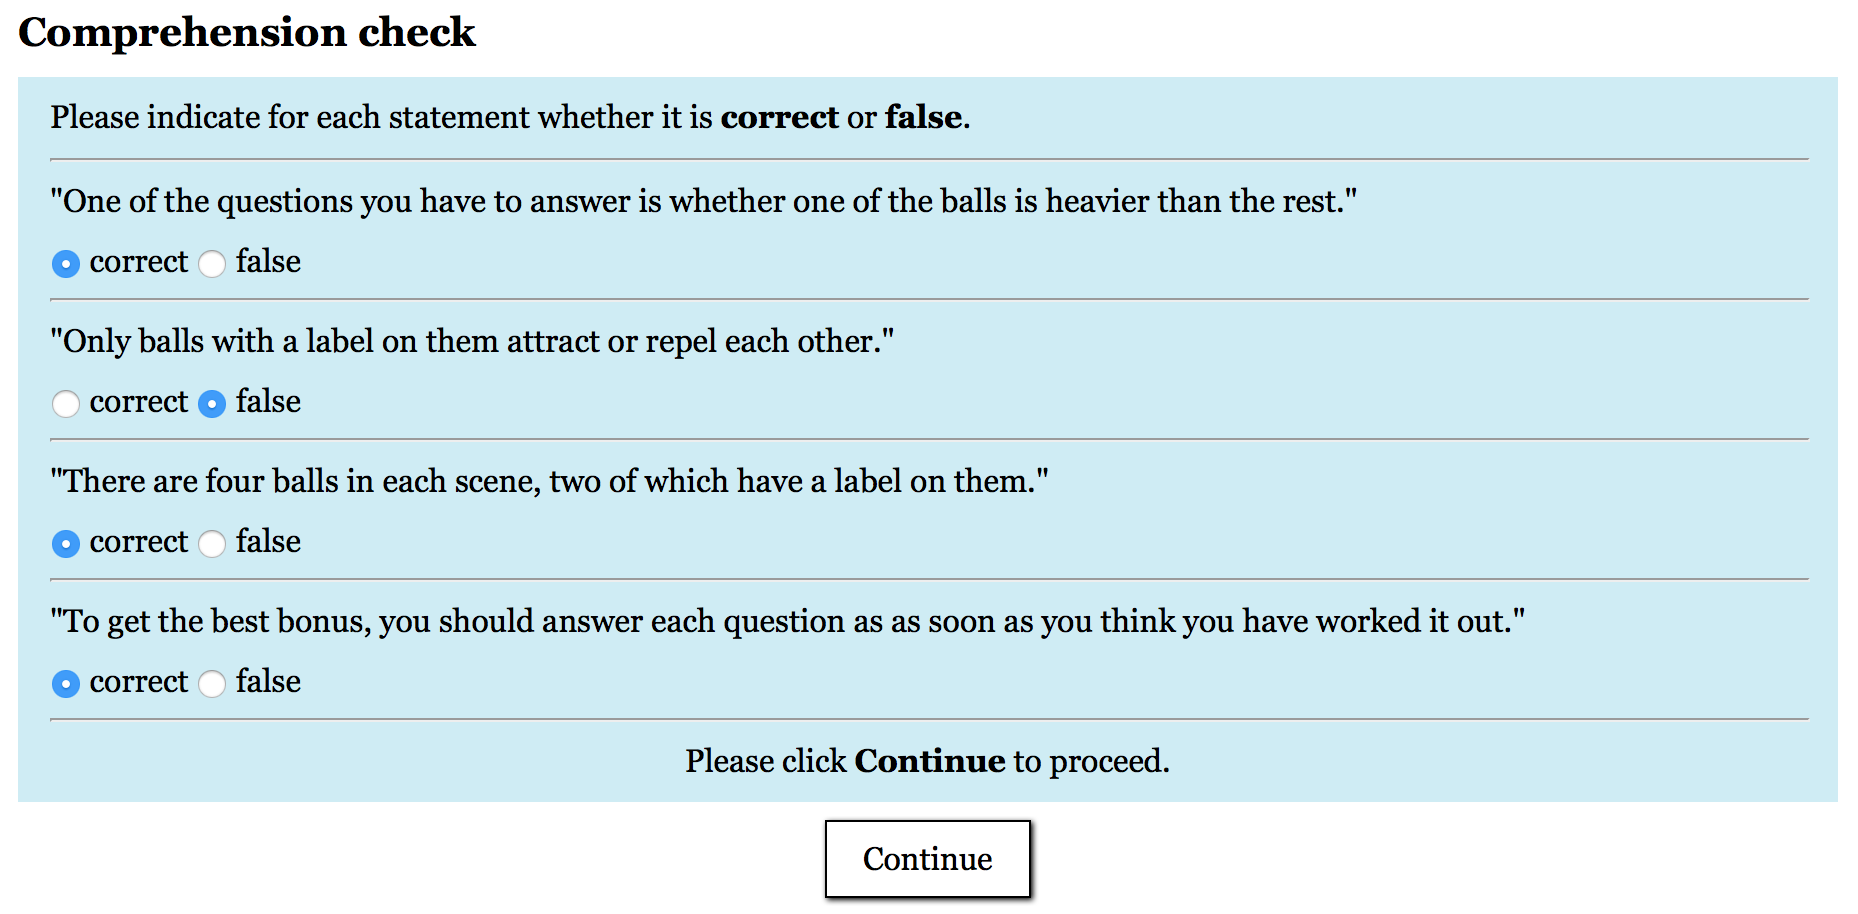 Comprehension check
Please indicate for each statement whether it is correct or false.
"One of the questions you have to answer is whether one of the balls is heavier than the rest."
correct false
"Only balls with a label on them attract or repel each other."
correct false
"There are four balls in each scene, two of which have a label on them."
correct false
"To get the best bonus, you should answer each question as as soon as you think you have worked it out."
correct false
Please click Continue to proceed.
Continue